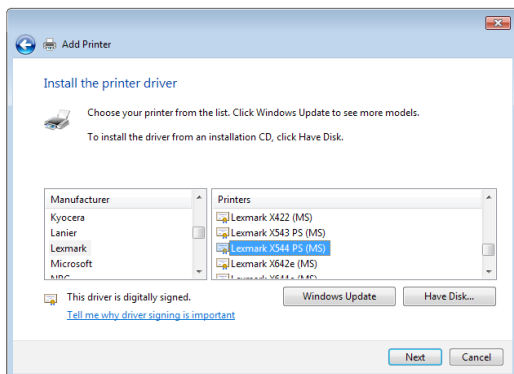 Add Printer
Install the printer driver
Choose your printer from the list. Click Windows Update to see more models.
To install the driver from an installation CD, click Have Disk.
Manufacturer
Kyocera
Lanier
Lexmark
Microsoft
Printers
Lexmark X422 (MS)
Lexmark X543 PS (MS)
Lexmark X544 PS (MS)
Lexmark X642e (MS)
This driver is digitally signed.
Tell me why driver signing is important
Windows Update
Have Disk...
Next
Cancel